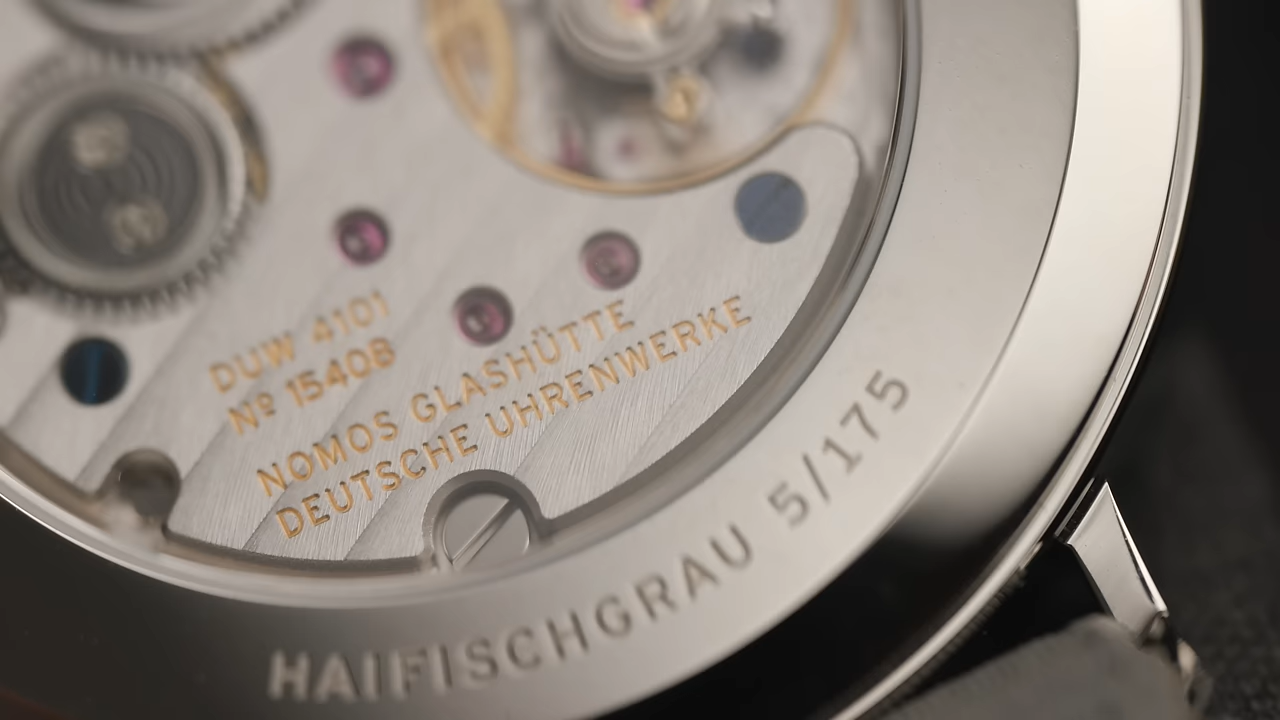 DUW 4101
Nº 15408
NOMOS GLASHÜTTE
DEUTSCHE UHRENWERKE
HAIFISCHGRAU 5/175